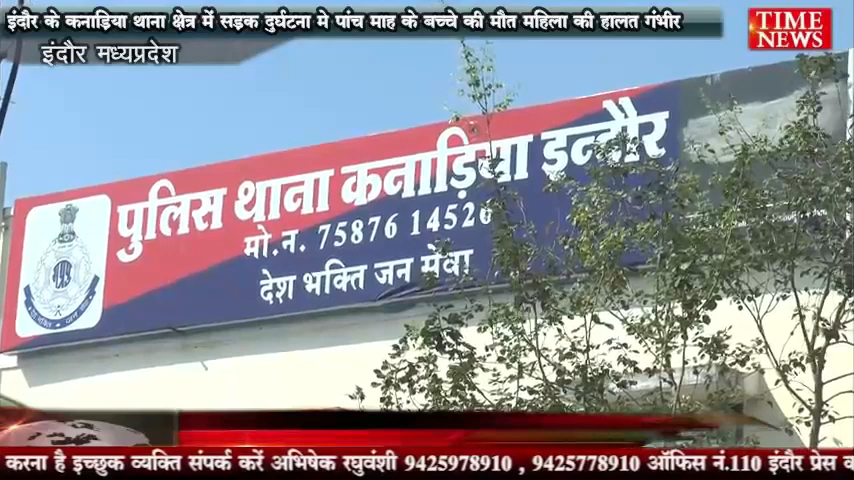 इंदौर के कनाड़िया थाना क्षेत्र में सड़क दुर्घटना मे पांच माह के बच्चे की मौत महिला की हालत गंभीर
TIME
NEWS
इंदौर मध्यप्रदेश
पुलिस थाना कनाड़िया इन्दौर
मो.न. 75876 14520
देश भक्ति जन सेवा
करना है इच्छुक व्यक्ति संपर्क करें अभिषेक रघुवंशी 9425978910 , 9425778910 ऑफिस नं.110 इंदौर प्रेस